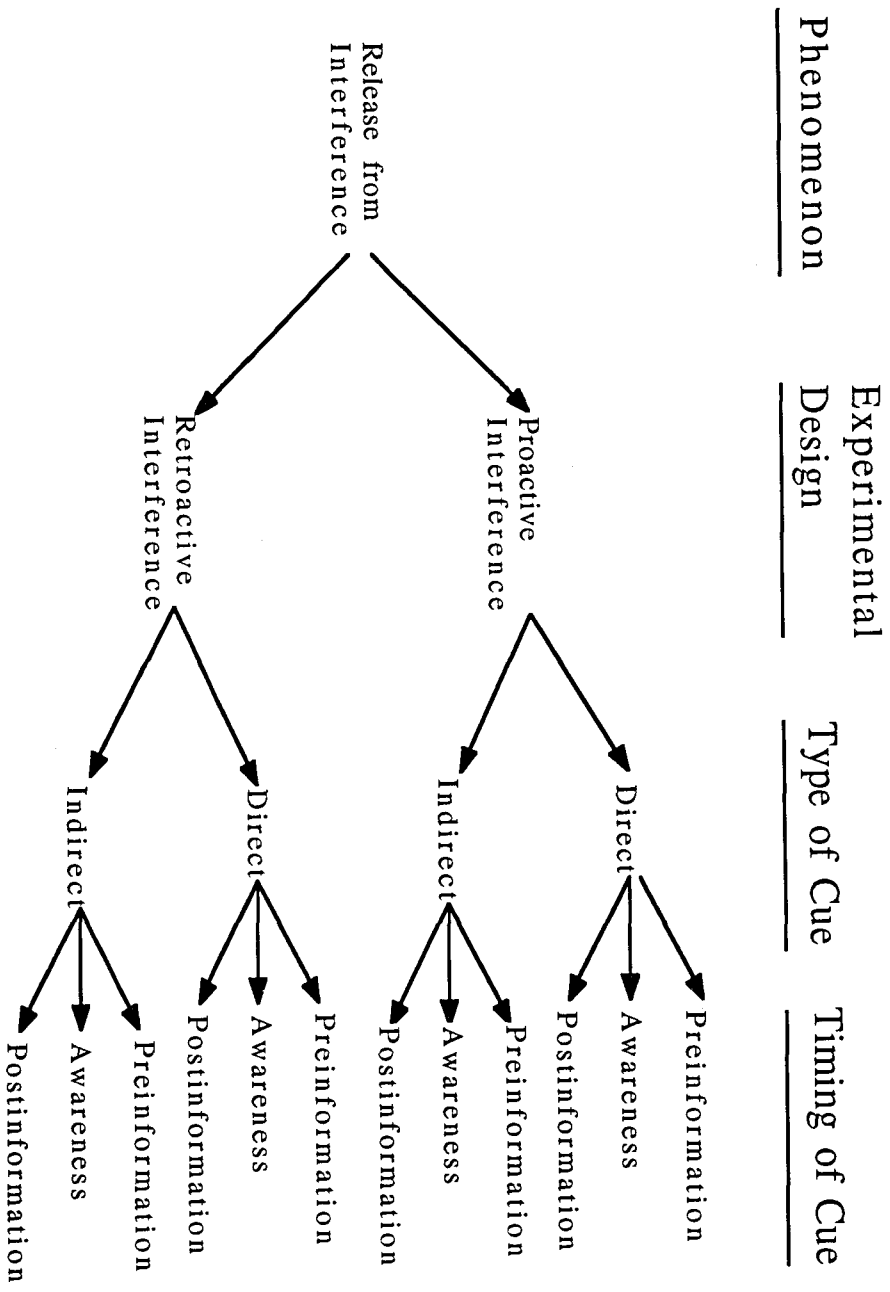 Phenomenon
Experimental
Design
Type of Cue
Timing of Cue
Release from
Interference
Proactive
Interference
Direct
Preinformation
Awareness
Postinformation
Indirect
Preinformation
Awareness
Postinformation
Retroactive
Interference
Direct
Preinformation
Awareness
Postinformation
Indirect
Preinformation
Awareness
Postinformation